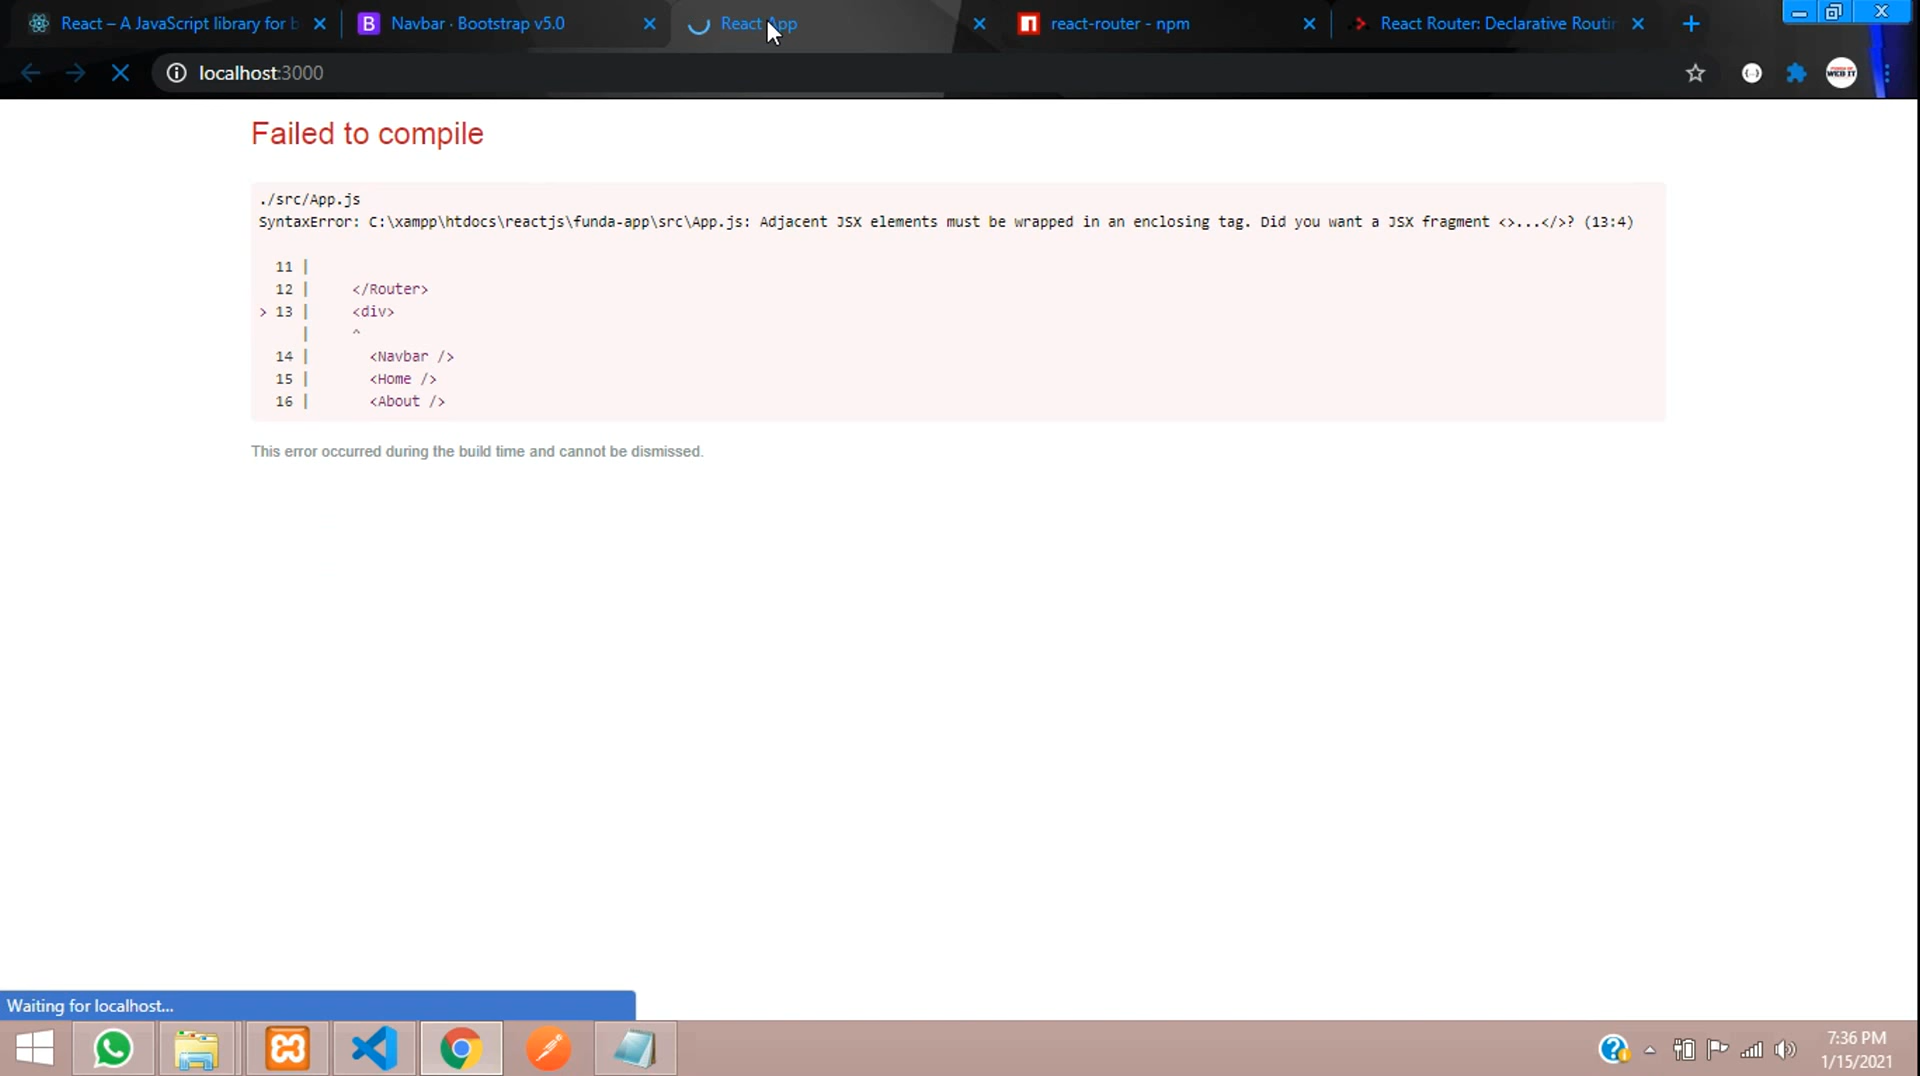 React – A JavaScript library for b
Navbar · Bootstrap v5.0
React App
react-router - npm
React Router: Declarative Routin
localhost:3000
WEB IT
Failed to compile
./src/App.js
SyntaxError: C:\xampp\htdocs\reactjs\funda-app\src\App.js: Adjacent JSX elements must be wrapped in an enclosing tag. Did you want a JSX fragment <>...</>? (13:4)
11 |
12 | </Router>
> 13 | <div>
| ^
14 | <Navbar />
15 | <Home />
16 | <About />
This error occurred during the build time and cannot be dismissed.
Waiting for localhost...
7:36 PM
1/15/2021